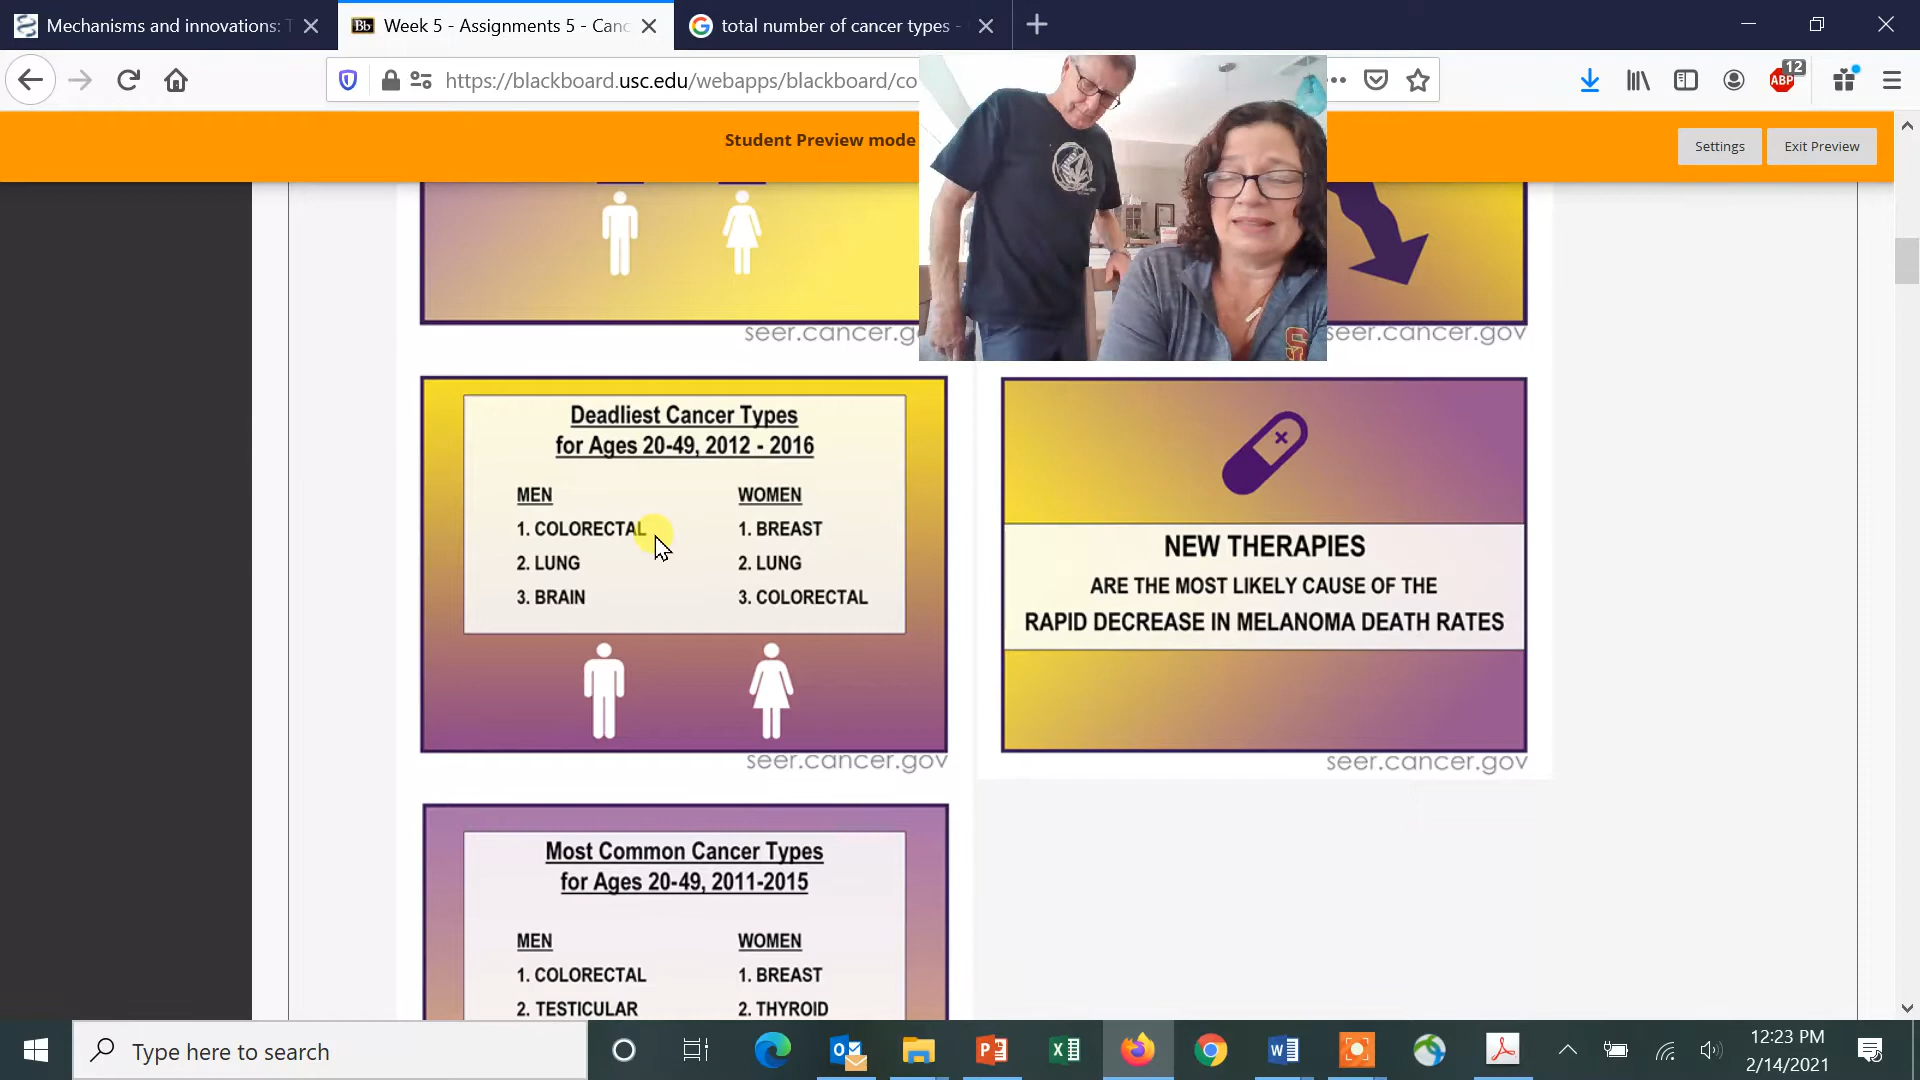 Mechanisms and innovations: T
Bb
Week 5 - Assignments 5 - Canc
total number of cancer types -
https://blackboard.usc.edu/webapps/blackboard/co
ABP
12
Student Preview mode
Settings
Exit Preview
seer.cancer.g
seer.cancer.gov
Deadliest Cancer Types
for Ages 20-49, 2012 - 2016
MEN
1. COLORECTAL
2. LUNG
3. BRAIN
WOMEN
1. BREAST
2. LUNG
3. COLORECTAL
seer.cancer.gov
NEW THERAPIES
ARE THE MOST LIKELY CAUSE OF THE
RAPID DECREASE IN MELANOMA DEATH RATES
seer.cancer.gov
Most Common Cancer Types
for Ages 20-49, 2011-2015
MEN
1. COLORECTAL
2. TESTICULAR
WOMEN
1. BREAST
2. THYROID
Type here to search
12:23 PM
2/14/2021